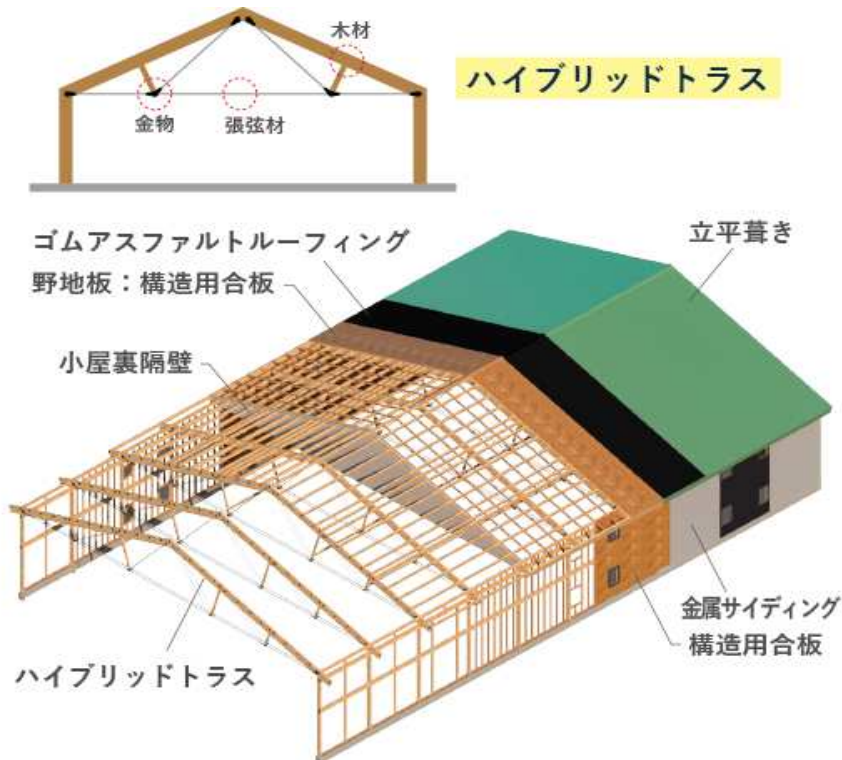 木材
ハイブリッドトラス
金物
張弦材
ゴムアスファルトルーフィング
立平葺き
野地板：構造用合板
小屋裏隔壁
金属サイディング
構造用合板
ハイブリッドトラス